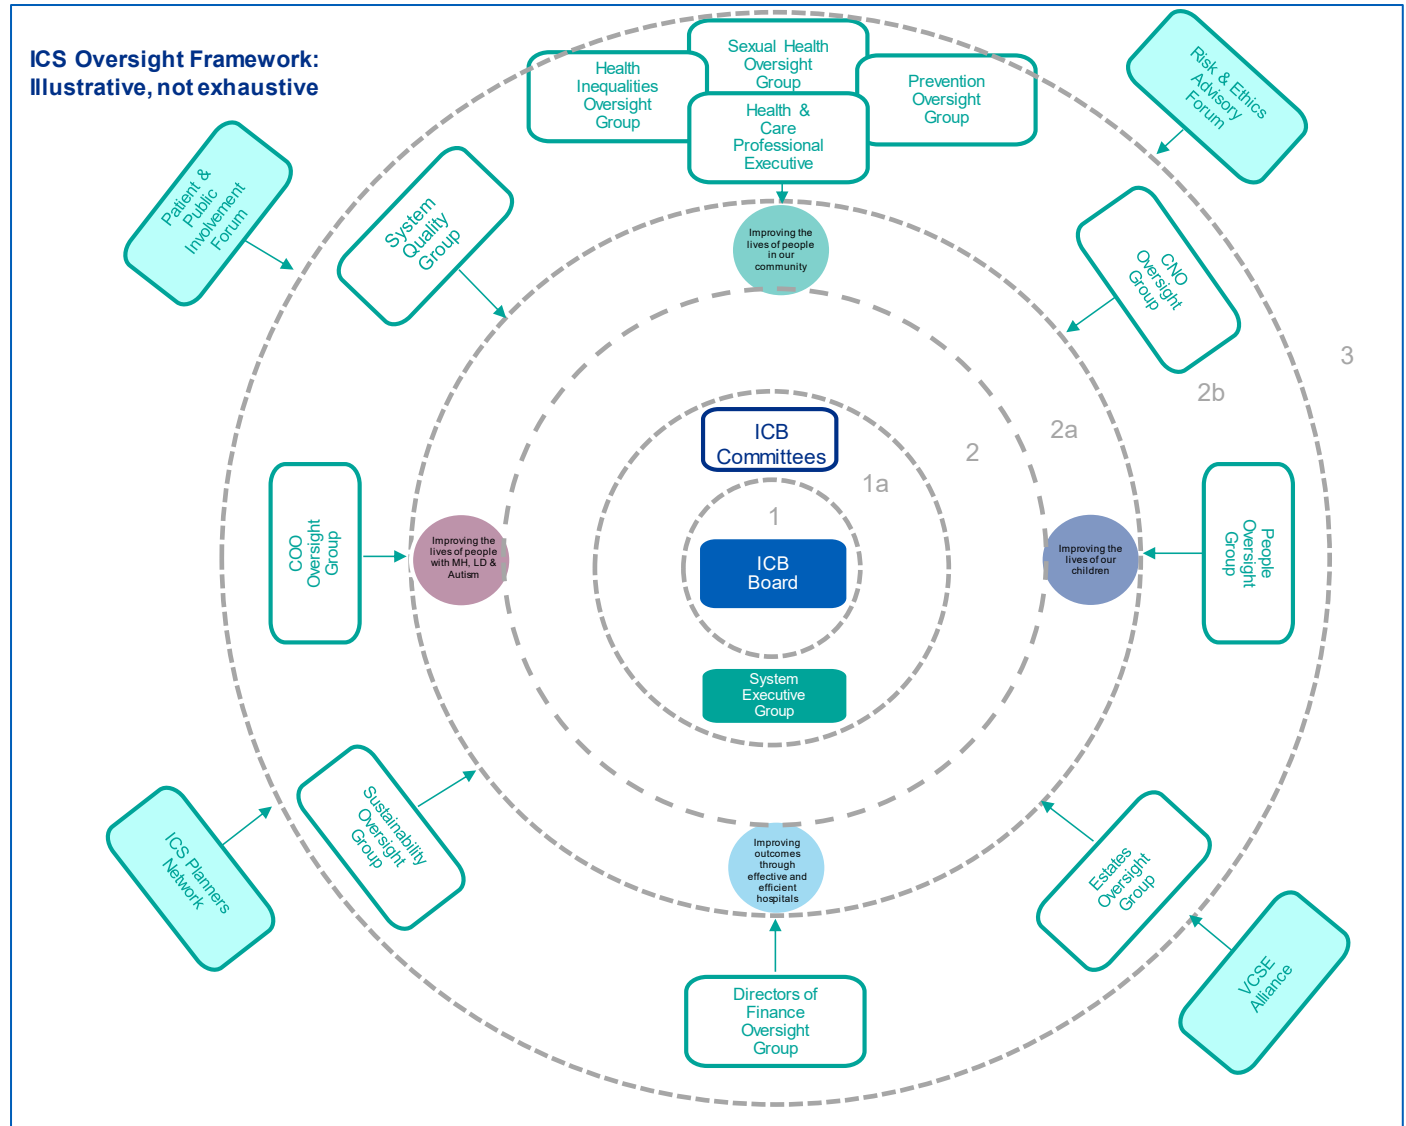 ICS Oversight Framework:
Illustrative, not exhaustive
Health
Inequalities
Oversight
Group
Sexual Health
Oversight
Group
Prevention
Oversight
Group
Health &
Care
Professional
Executive
Risk & Ethics
Advisory
Forum
Patient &
Public
Involvement
Forum
System
Quality
Group
Improving the
lives of people
in our
community
CNO
Oversight
Group
3
2b
2a
2
1a
1
ICB
Committees
ICB
Board
System
Executive
Group
COO
Oversight
Group
Improving the
lives of people
with MH, LD &
Autism
Improving the
lives of our
children
People
Oversight
Group
Sustainability
Oversight
Group
ICS Planners
Network
Improving
outcomes
through
effective and
efficient
hospitals
Estates
Oversight
Group
VCSE
Alliance
Directors of
Finance
Oversight
Group